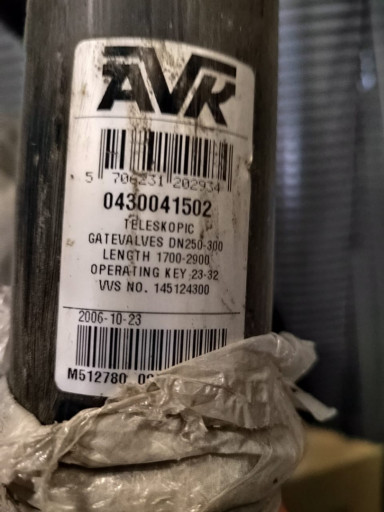 AVK
5 706231 202934
0430041502
TELESKOPIC
GATEVALVES DN250-300
LENGTH 1700-2900
OPERATING KEY 23-32
VVS NO. 145124300
2006-10-23
M512780